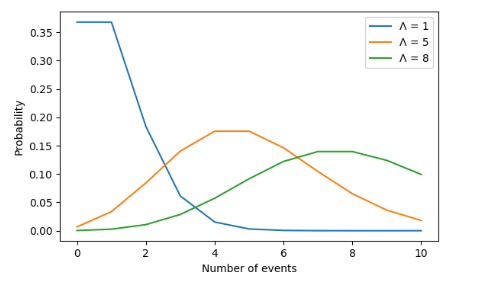 Λ = 1
Λ = 5
Λ = 8
Probability
0.35
0.30
0.25
0.20
0.15
0.10
0.05
0.00
0 2 4 6 8 10
Number of events